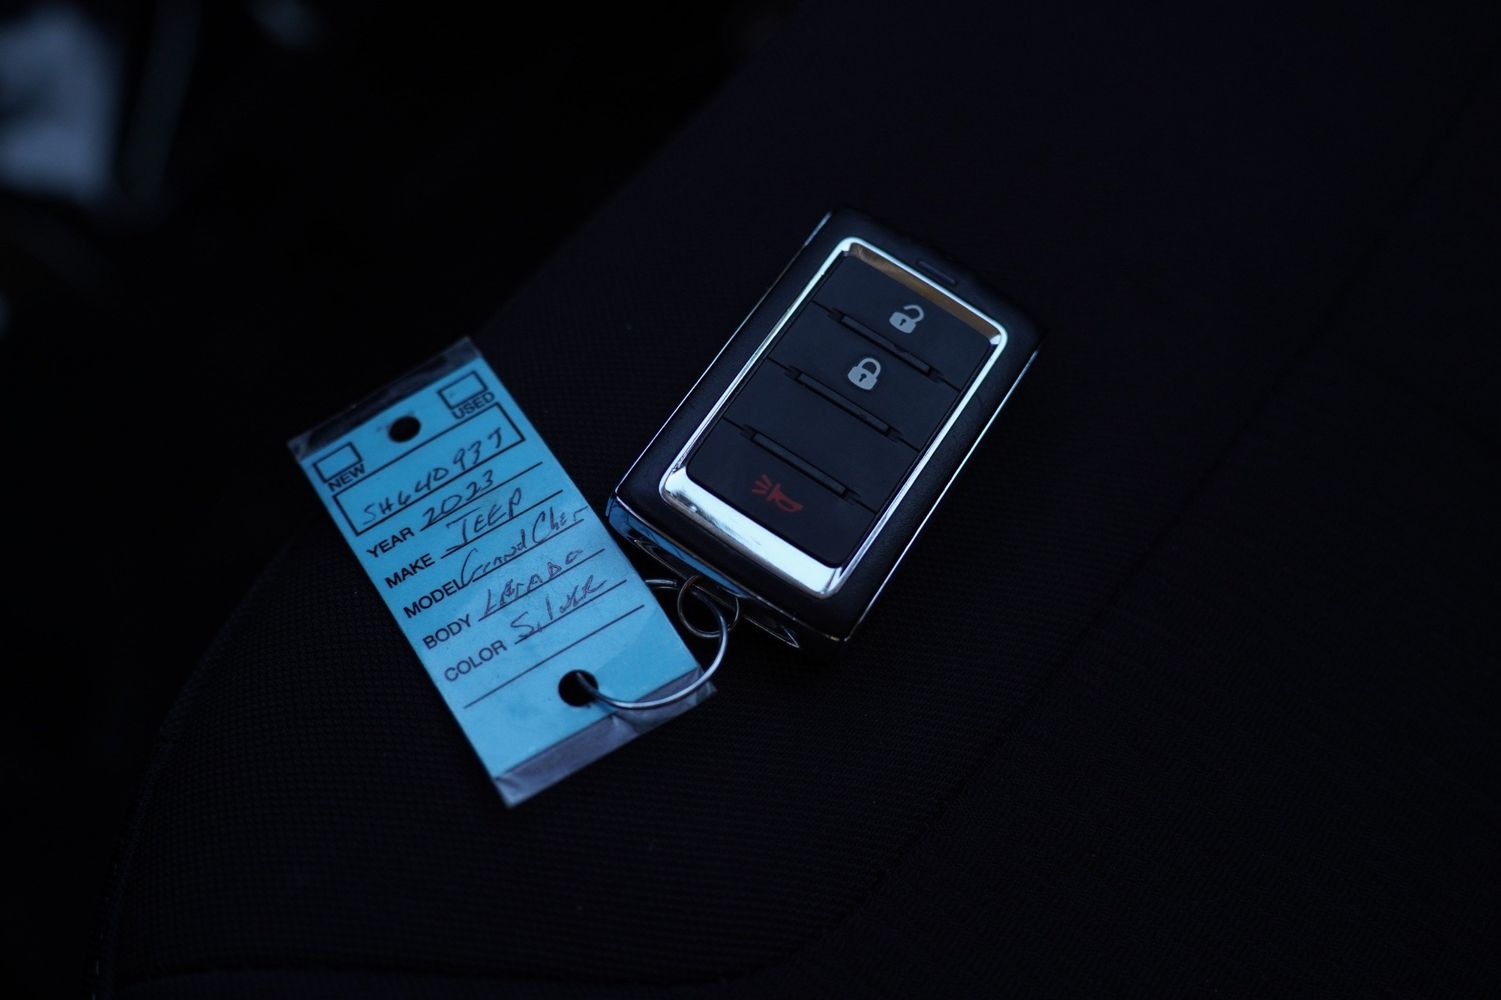 USED
NEW
SH640937
YEAR 2023
MAKE JEEP
MODEL Grand Cher
BODY LArADO
COLOR Silver